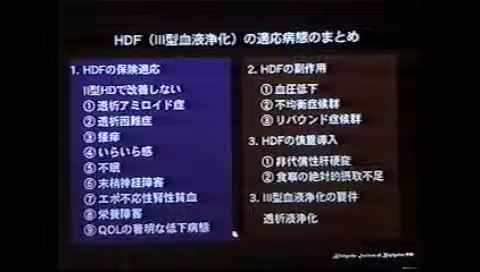 HDF（III型血液浄化）の適応病態のまとめ
1. HDFの保険適応
II型HDで改善しない
① 透析アミロイド症
② 透析困難症
③ 掻痒
④ いらいら感
⑤ 不眠
⑥ 末梢神経障害
⑦ エポ不応性腎性貧血
⑧ 栄養障害
⑨ QOLの著明な低下病態
2. HDFの副作用
① 血圧低下
② 不均衡症候群
③ リバウンド症候群
3. HDFの慎重導入
① 非代償性肝硬変
② 食事の絶対的摂取不足
3. III型血液浄化の要件
透析液浄化